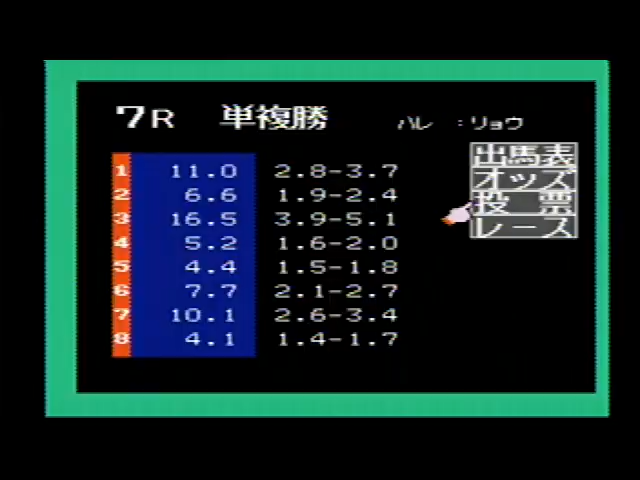 7R 単複勝 ハレ :リョウ
出馬表
オッズ
投票
レース
1 11.0 2.8-3.7
2 6.6 1.9-2.4
3 16.5 3.9-5.1
4 5.2 1.6-2.0
5 4.4 1.5-1.8
6 7.7 2.1-2.7
7 10.1 2.6-3.4
8 4.1 1.4-1.7